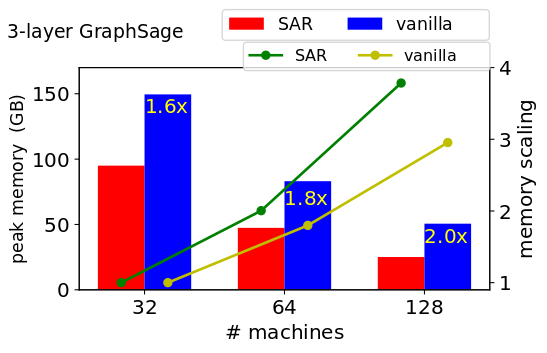 3-layer GraphSage
SAR vanilla
SAR vanilla
peak memory (GB)
150
100
50
0
1.6x
1.8x
2.0x
4
3
2
1
memory scaling
32 64 128
# machines